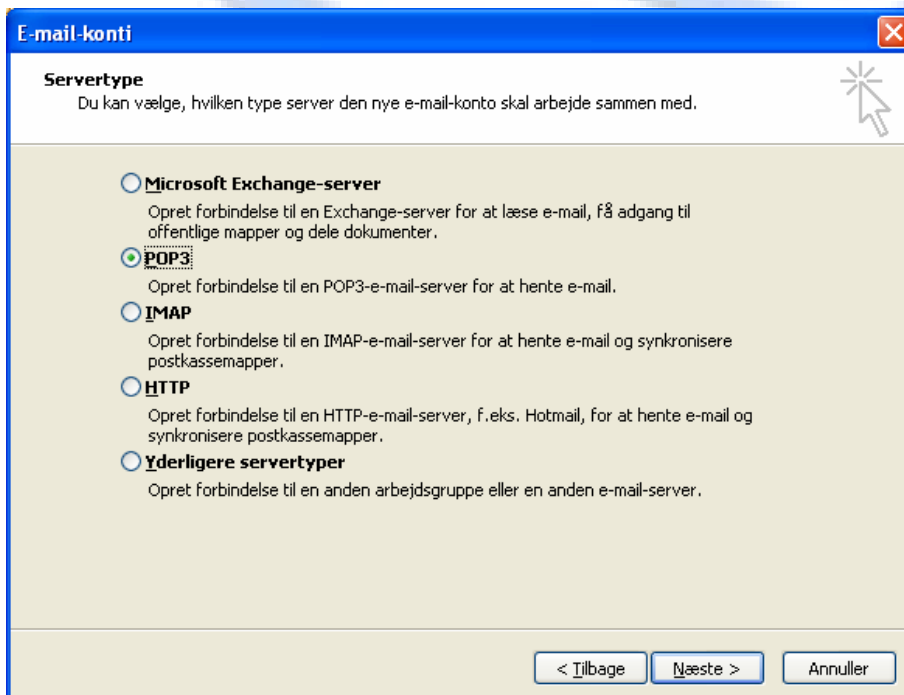 E-mail-konti
Servertype
Du kan vælge, hvilken type server den nye e-mail-konto skal arbejde sammen med.
Microsoft Exchange-server
Opret forbindelse til en Exchange-server for at læse e-mail, få adgang til
offentlige mapper og dele dokumenter.
POP3
Opret forbindelse til en POP3-e-mail-server for at hente e-mail.
IMAP
Opret forbindelse til en IMAP-e-mail-server for at hente e-mail og synkronisere
postkassemapper.
HTTP
Opret forbindelse til en HTTP-e-mail-server, f.eks. Hotmail, for at hente e-mail og
synkronisere postkassemapper.
Yderligere servertyper
Opret forbindelse til en anden arbejdsgruppe eller en anden e-mail-server.
< Tilbage Næste > Annuller